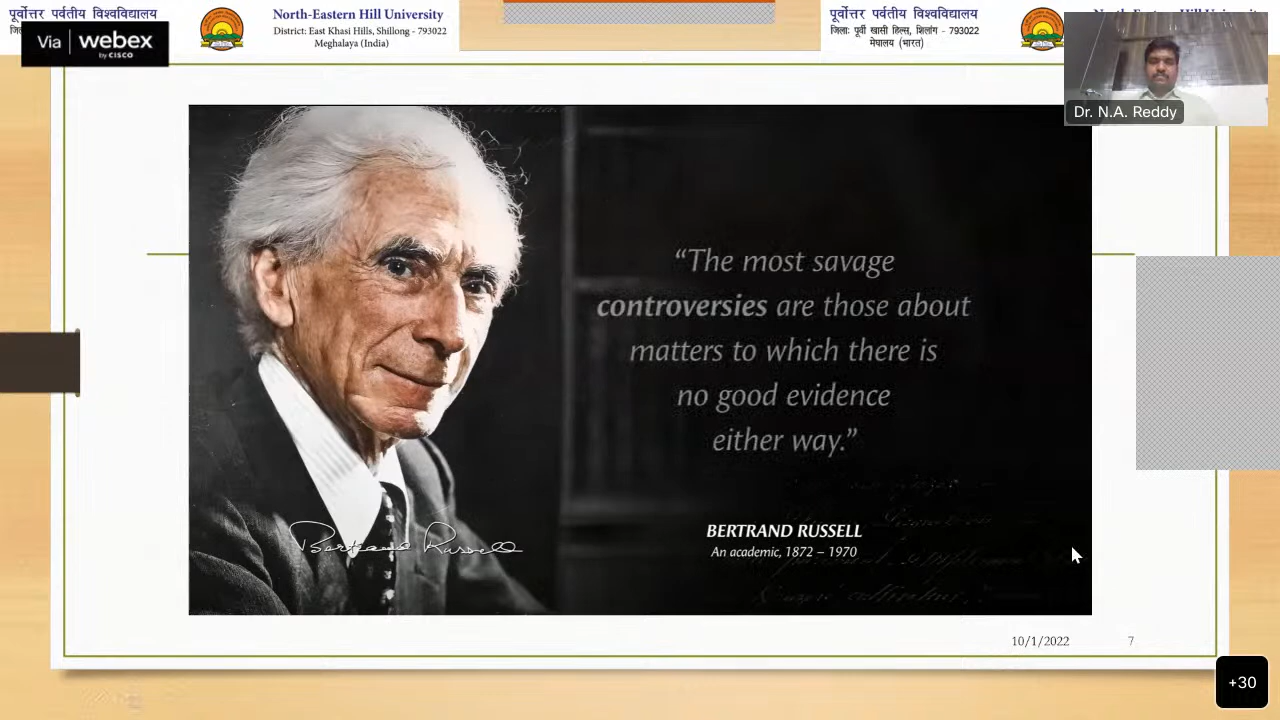 पूर्वोत्तर पर्वतीय विश्वविद्यालय
North-Eastern Hill University
District: East Khasi Hills, Shillong - 793022
Meghalaya (India)
पूर्वोत्तर पर्वतीय विश्वविद्यालय
जिला: पूर्वी खासी हिल्स, शिलांग - 793022
मेघालय (भारत)
Via webex
by CISCO
Dr. N.A. Reddy
“The most savage
controversies are those about
matters to which there is
no good evidence
either way.”
Bertrand Russell
BERTRAND RUSSELL
An academic, 1872 – 1970
10/1/2022 7
+30